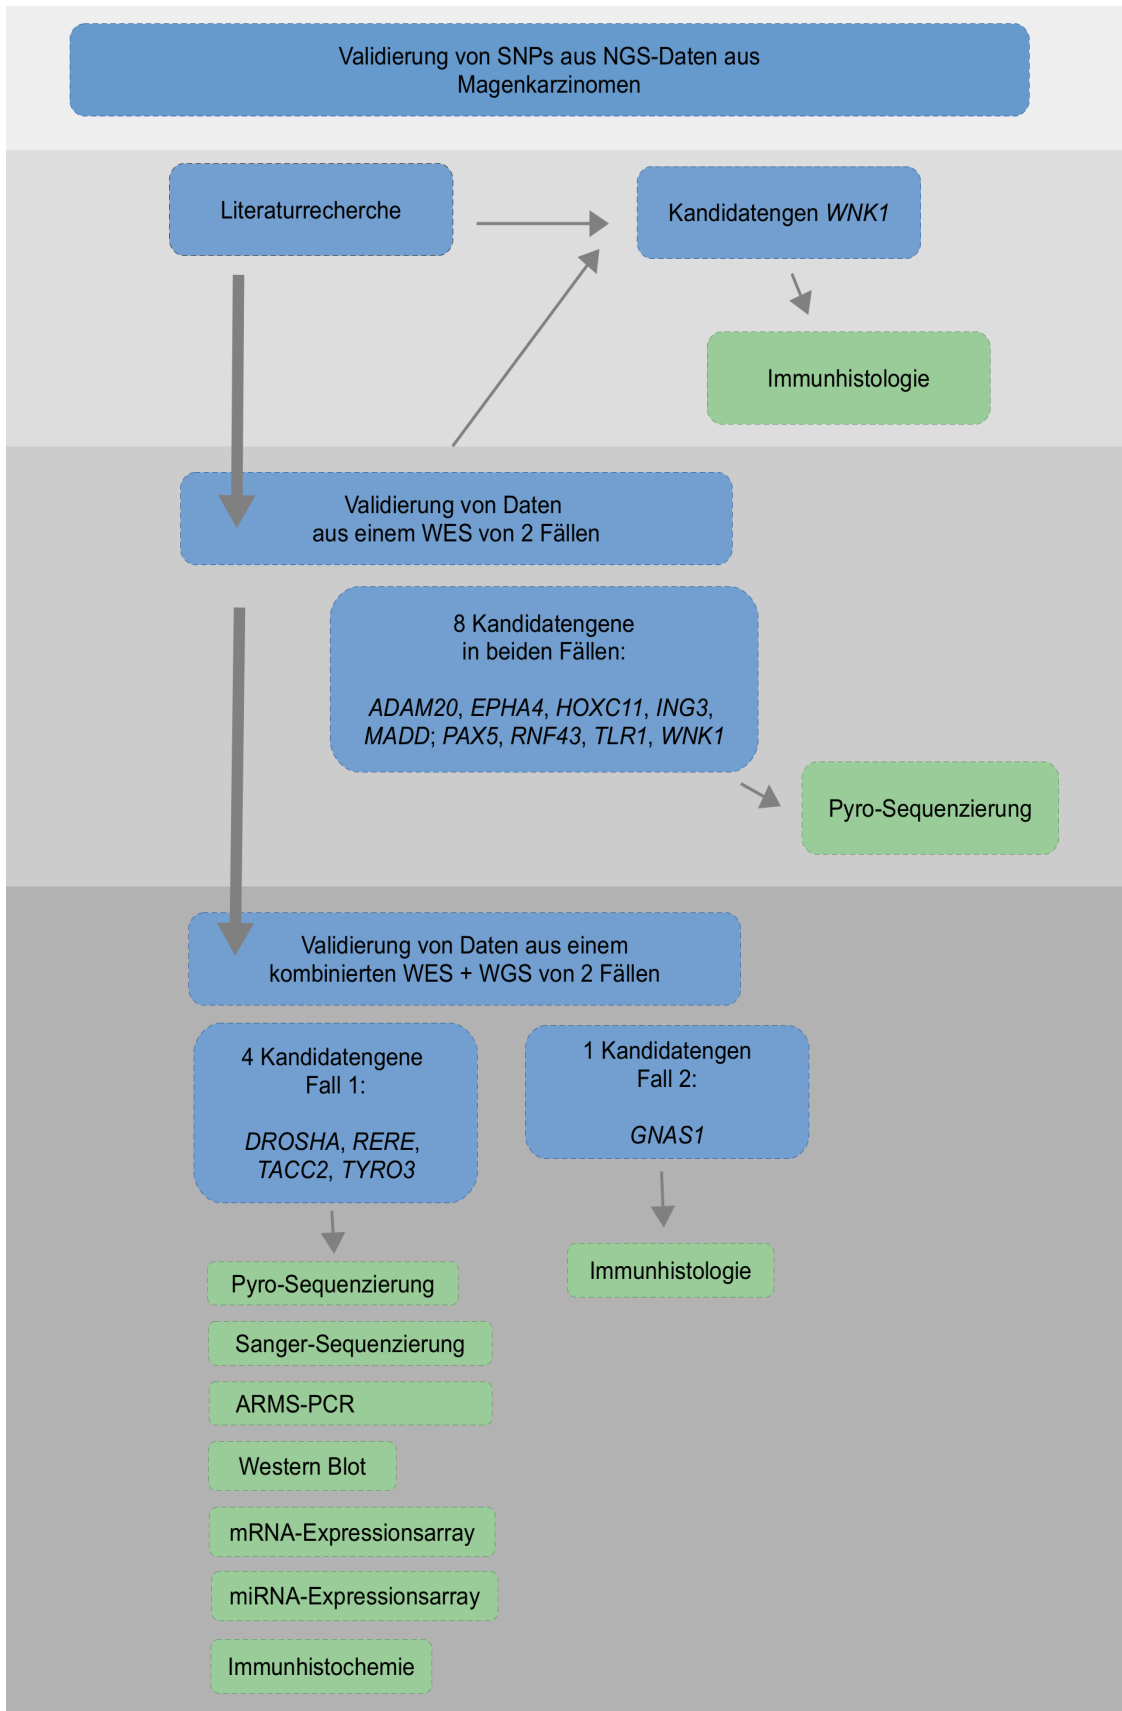 Validierung von SNPs aus NGS-Daten aus
Magenkarzinomen
Literaturrecherche
Kandidatengen WNK1
Immunhistologie
Validierung von Daten
aus einem WES von 2 Fällen
8 Kandidatengene
in beiden Fällen:
ADAM20, EPHA4, HOXC11, ING3,
MADD; PAX5, RNF43, TLR1, WNK1
Pyro-Sequenzierung
Validierung von Daten aus einem
kombinierten WES + WGS von 2 Fällen
4 Kandidatengene
Fall 1:
DROSHA, RERE,
TACC2, TYRO3
1 Kandidatengen
Fall 2:
GNAS1
Pyro-Sequenzierung
Sanger-Sequenzierung
ARMS-PCR
Western Blot
mRNA-Expressionsarray
miRNA-Expressionsarray
Immunhistochemie
Immunhistologie